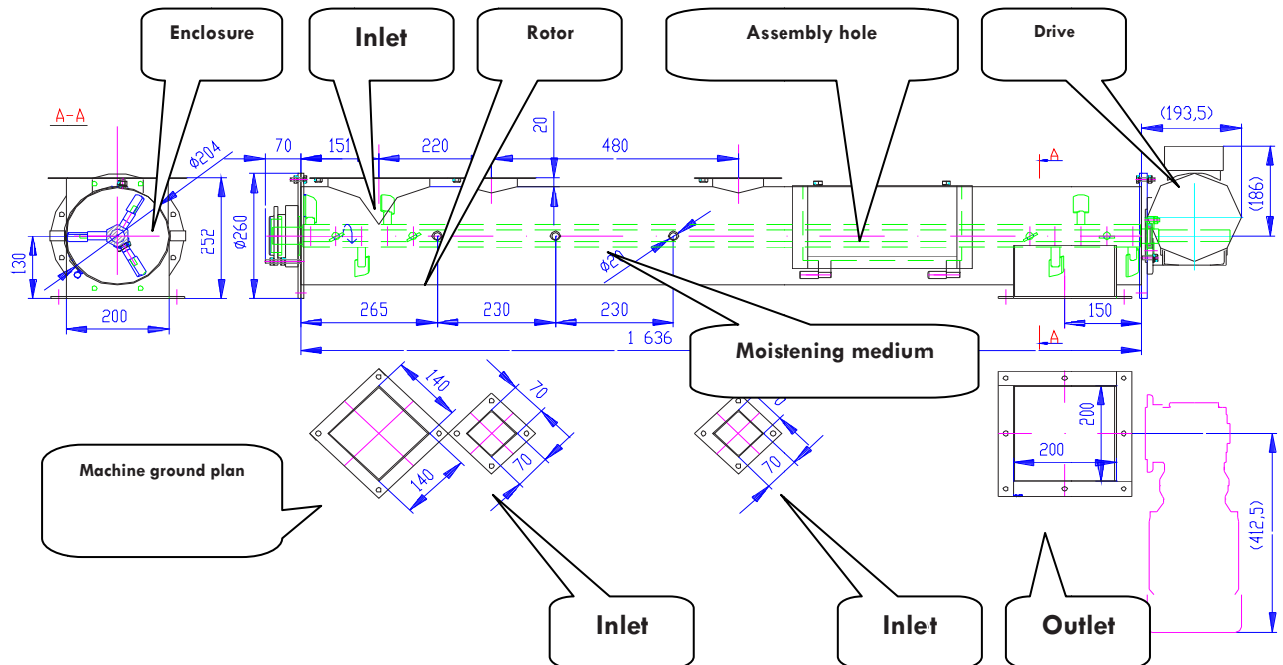 Enclosure
Inlet
Rotor
Assembly hole
Drive
A-A
(193,5)
70
151
220
20
480
A
Ø204
(186)
Ø260
252
130
200
265
230
230
150
1 636
A
Moistening medium
140
70
200
200
70
70
140
Machine ground plan
(412,5)
Inlet
Inlet
Outlet